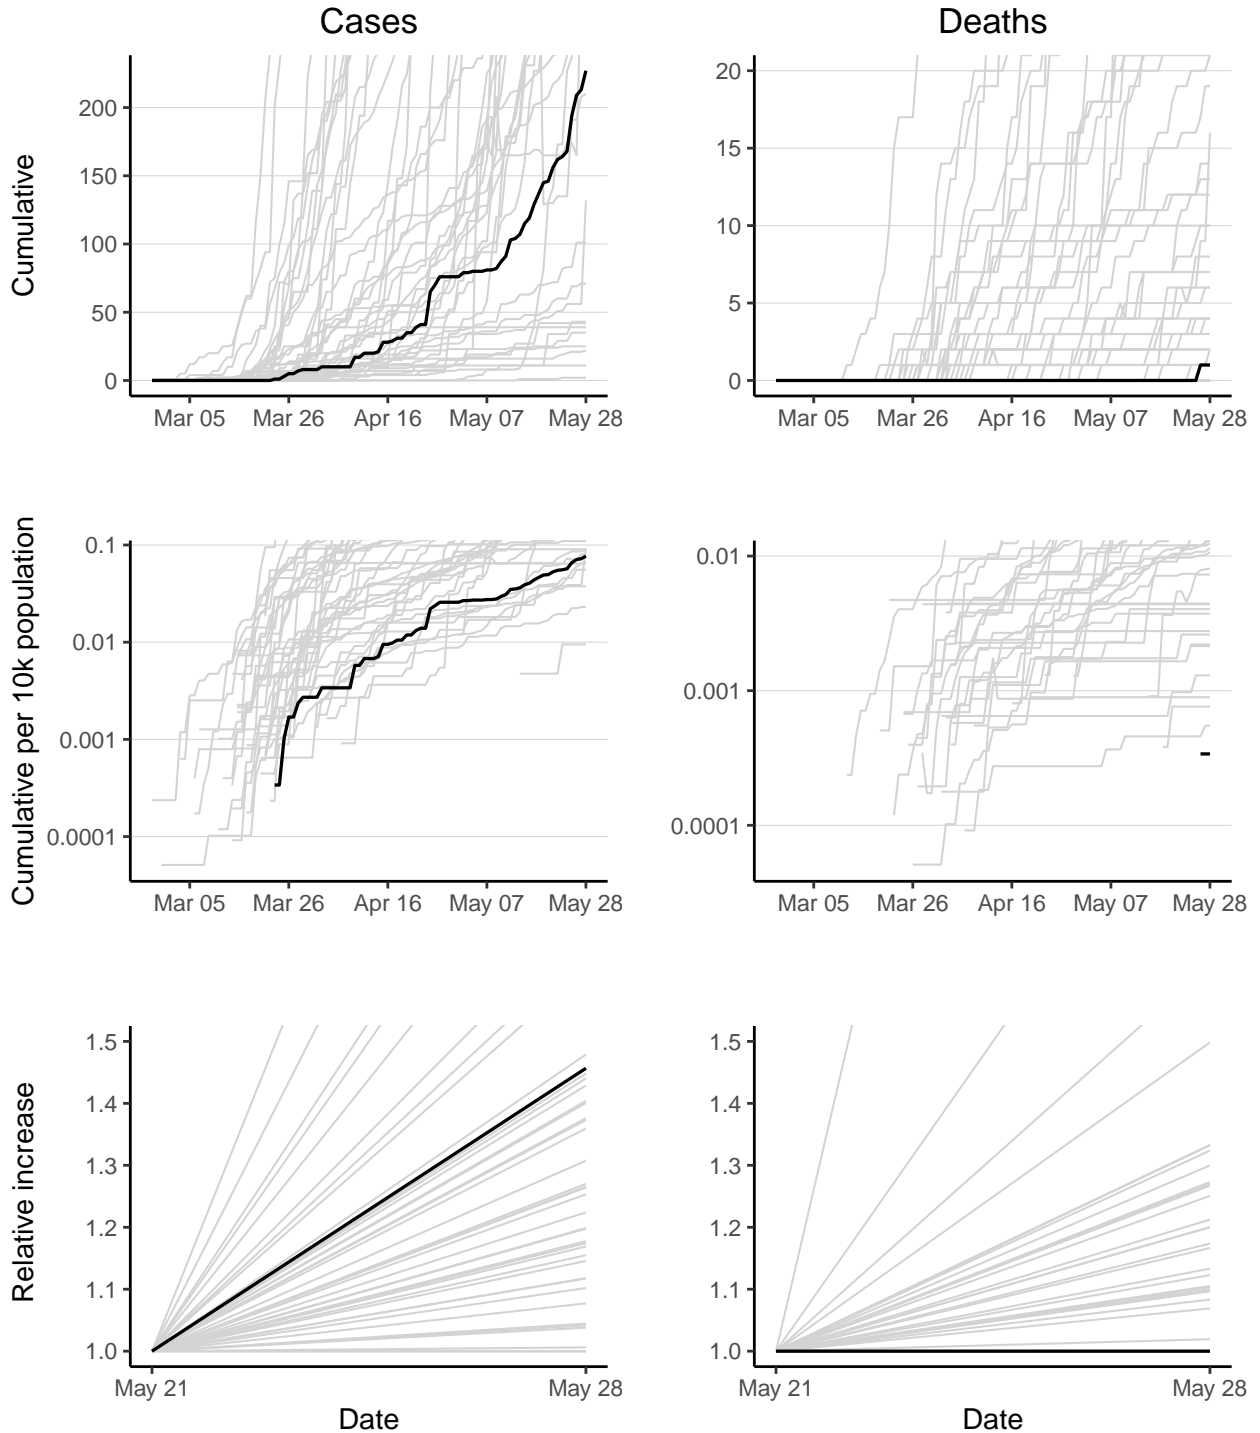 Cases
Deaths
Cumulative
200
150
100
50
0
Mar 05 Mar 26 Apr 16 May 07 May 28
20
15
10
5
0
Mar 05 Mar 26 Apr 16 May 07 May 28
Cumulative per 10k population
0.1
0.01
0.001
0.0001
Mar 05 Mar 26 Apr 16 May 07 May 28
0.01
0.001
0.0001
Mar 05 Mar 26 Apr 16 May 07 May 28
Relative increase
1.5
1.4
1.3
1.2
1.1
1.0
May 21 May 28
Date
1.5
1.4
1.3
1.2
1.1
1.0
May 21 May 28
Date